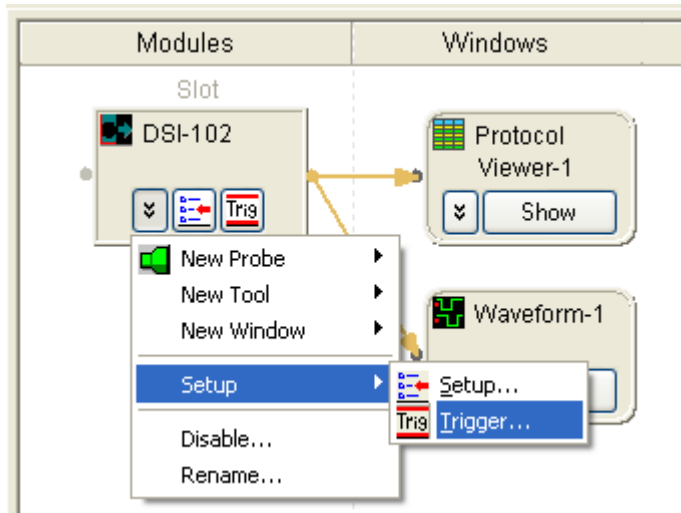 Modules
Windows
Slot
DSI-102
Trig
Protocol
Viewer-1
Show
New Probe
New Tool
New Window
Setup
Disable...
Rename...
Waveform-1
Setup...
Trig
Trigger...